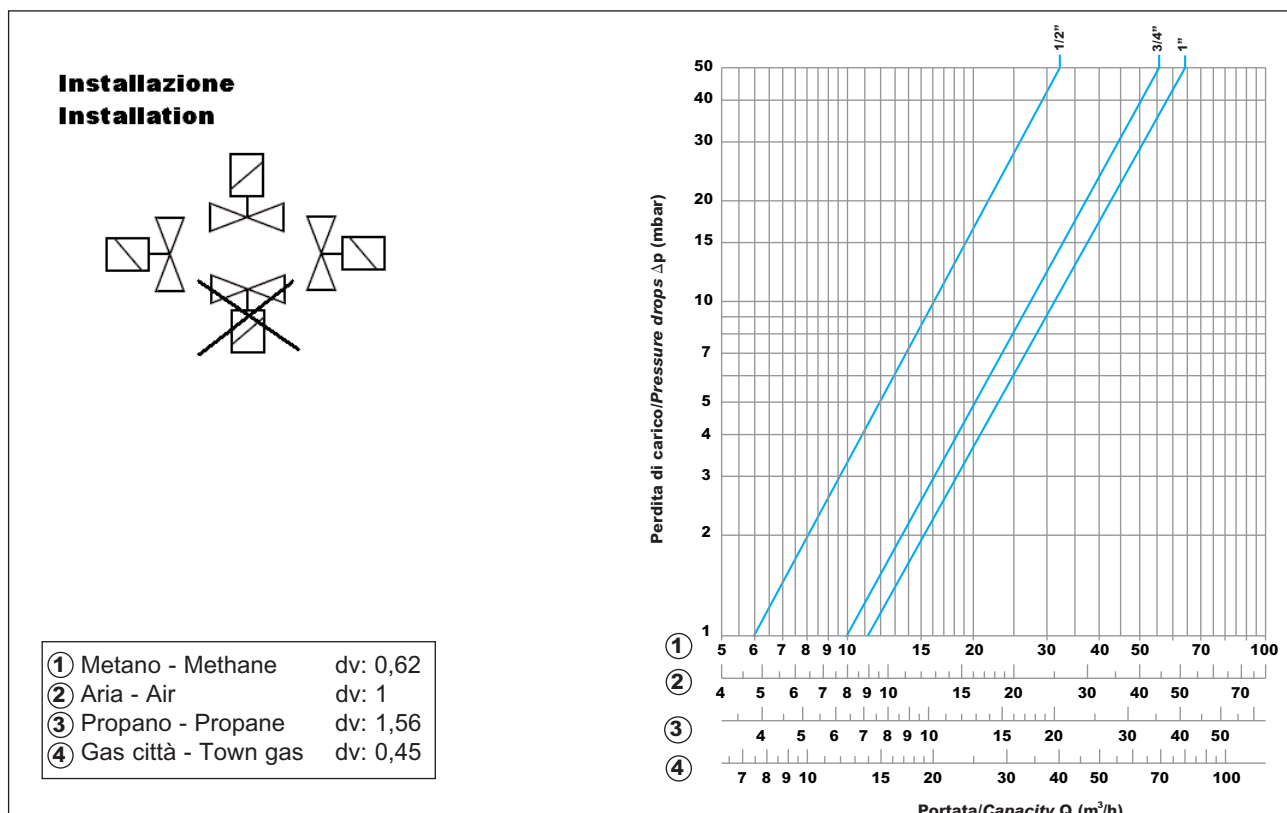 Installazione
Installation
1/2”
3/4”
1”
Perdita di carico/Pressure drops Δp (mbar)
50
40
30
20
15
10
7
5
4
3
2
1
① 5 6 7 8 9 10 15 20 30 40 50 60 70 80 100
② 4 5 6 7 8 9 10 15 20 30 40 50 70
③ 4 5 6 7 8 9 10 15 20 30 40 50
④ 7 8 9 10 15 20 30 40 50 70 100
Portata/Capacity Q (m³/h)
① Metano - Methane dv: 0,62
② Aria - Air dv: 1
③ Propano - Propane dv: 1,56
④ Gas città - Town gas dv: 0,45